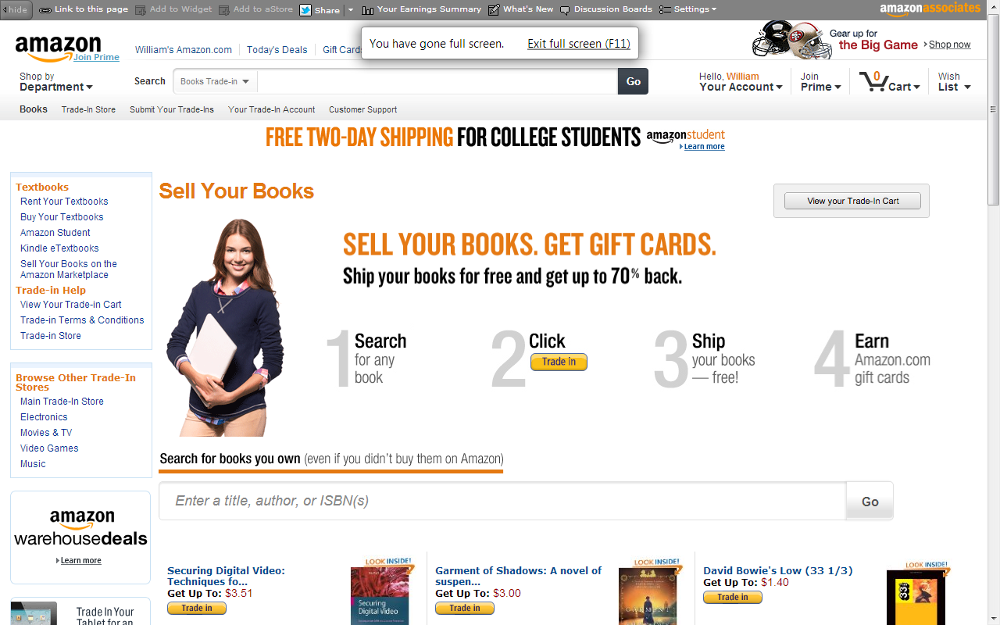 hide
Link to this page
Add to Widget
Add to aStore
Share
Your Earnings Summary
What's New
Discussion Boards
Settings
amazonassociates
You have gone full screen. Exit full screen (F11)
amazon
Join Prime
William's Amazon.com
Today's Deals
Gift Cards
Gear up for
the Big Game
Shop now
Shop by
Department
Search
Books Trade-in
Go
Hello, William
Your Account
Join
Prime
0
Cart
Wish
List
Books
Trade-In Store
Submit Your Trade-Ins
Your Trade-In Account
Customer Support
FREE TWO-DAY SHIPPING FOR COLLEGE STUDENTS
amazonstudent
Learn more
Textbooks
Rent Your Textbooks
Buy Your Textbooks
Amazon Student
Kindle eTextbooks
Sell Your Books on the
Amazon Marketplace
Trade-in Help
View Your Trade-in Cart
Trade-in Terms & Conditions
Trade-in Store
Browse Other Trade-In
Stores
Main Trade-In Store
Electronics
Movies & TV
Video Games
Music
amazon
warehousedeals
Learn more
Trade In Your
Tablet for an
Sell Your Books
View your Trade-In Cart
SELL YOUR BOOKS. GET GIFT CARDS.
Ship your books for free and get up to 70% back.
1 Search
for any
book
2 Click
Trade in
3 Ship
your books
— free!
4 Earn
Amazon.com
gift cards
Search for books you own (even if you didn't buy them on Amazon)
Enter a title, author, or ISBN(s)
Go
Securing Digital Video:
Techniques fo...
Get Up To: $3.51
Trade in
LOOK INSIDE!
Securing
Digital Video
Garment of Shadows: A novel of
suspen...
Get Up To: $3.00
Trade in
LOOK INSIDE!
GARMENT
David Bowie's Low (33 1/3)
Get Up To: $1.40
Trade in
LOOK INSIDE!
33 1/3